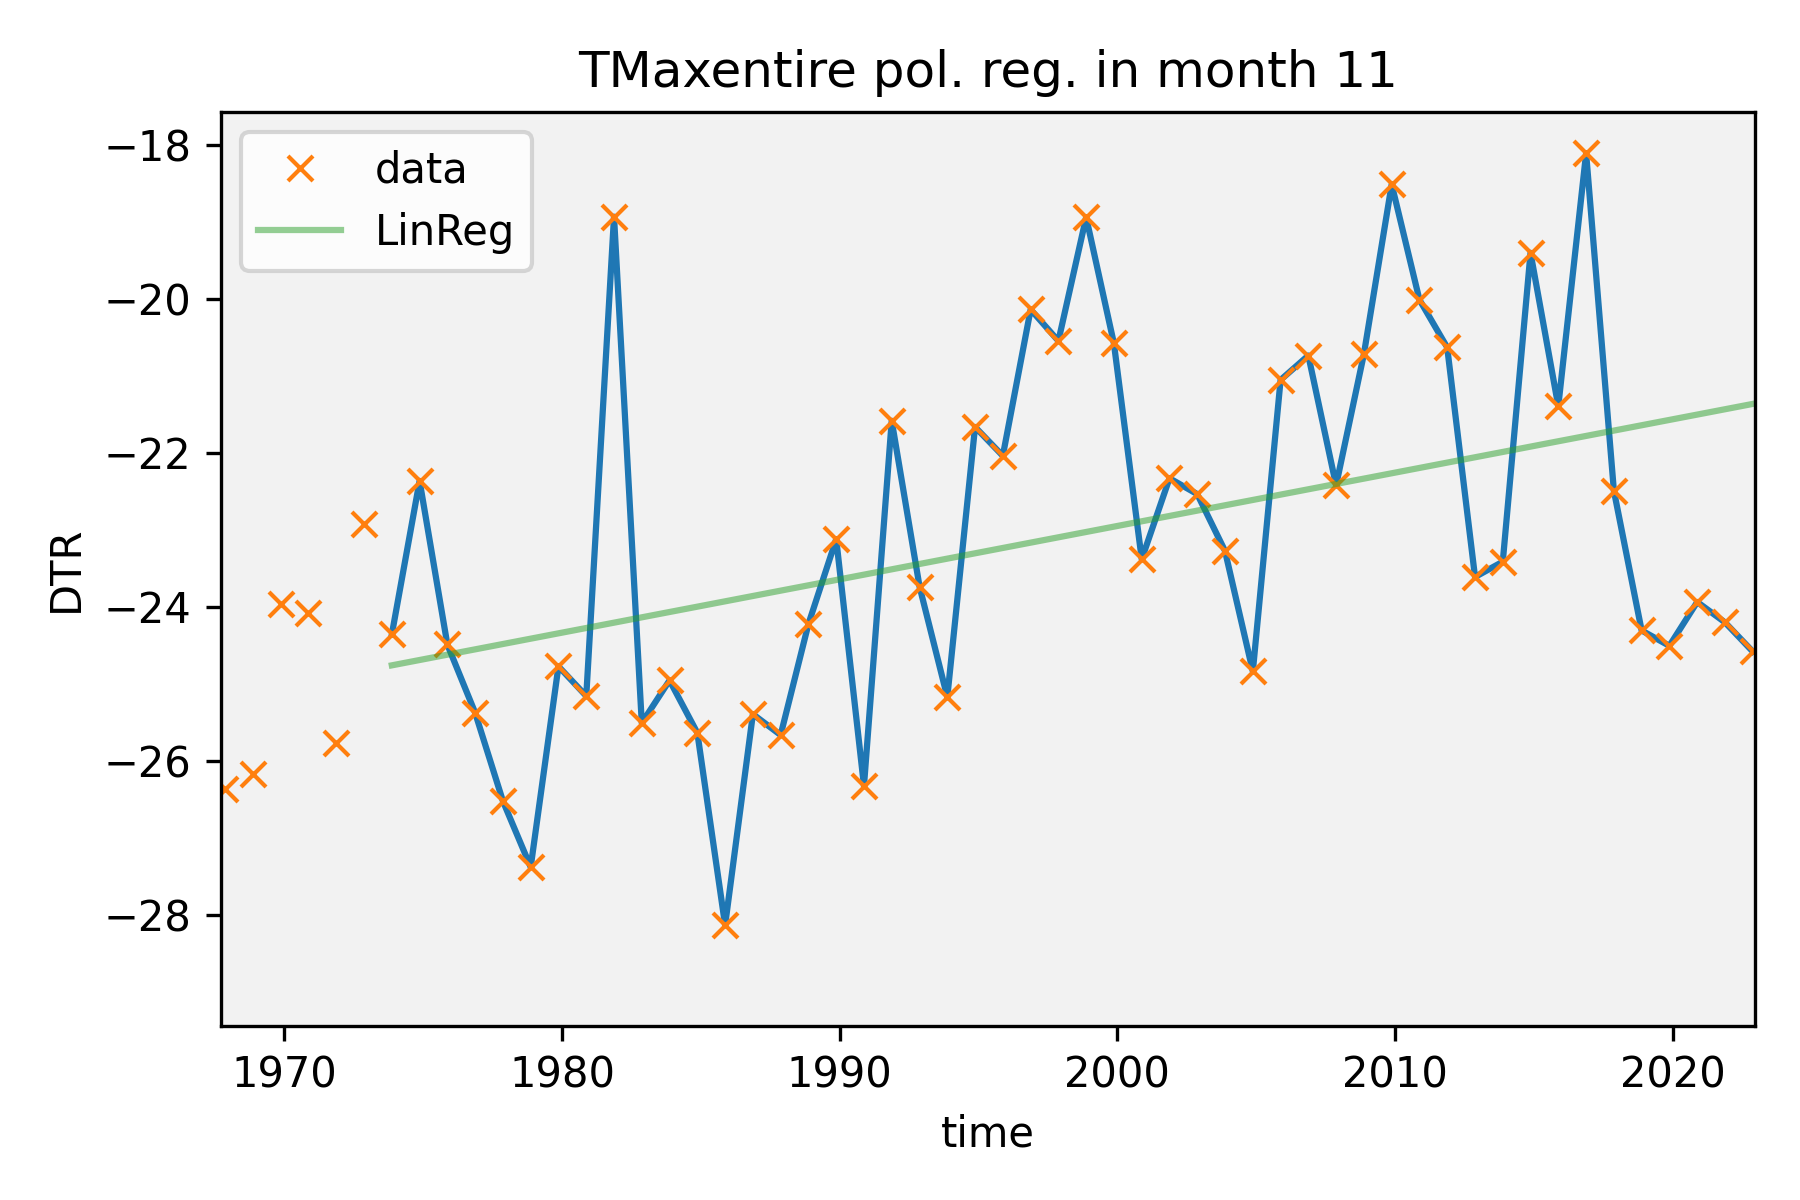 TMaxentire pol. reg. in month 11
data
LinReg
−18
−20
−22
−24
−26
−28
DTR
1970 1980 1990 2000 2010 2020
time